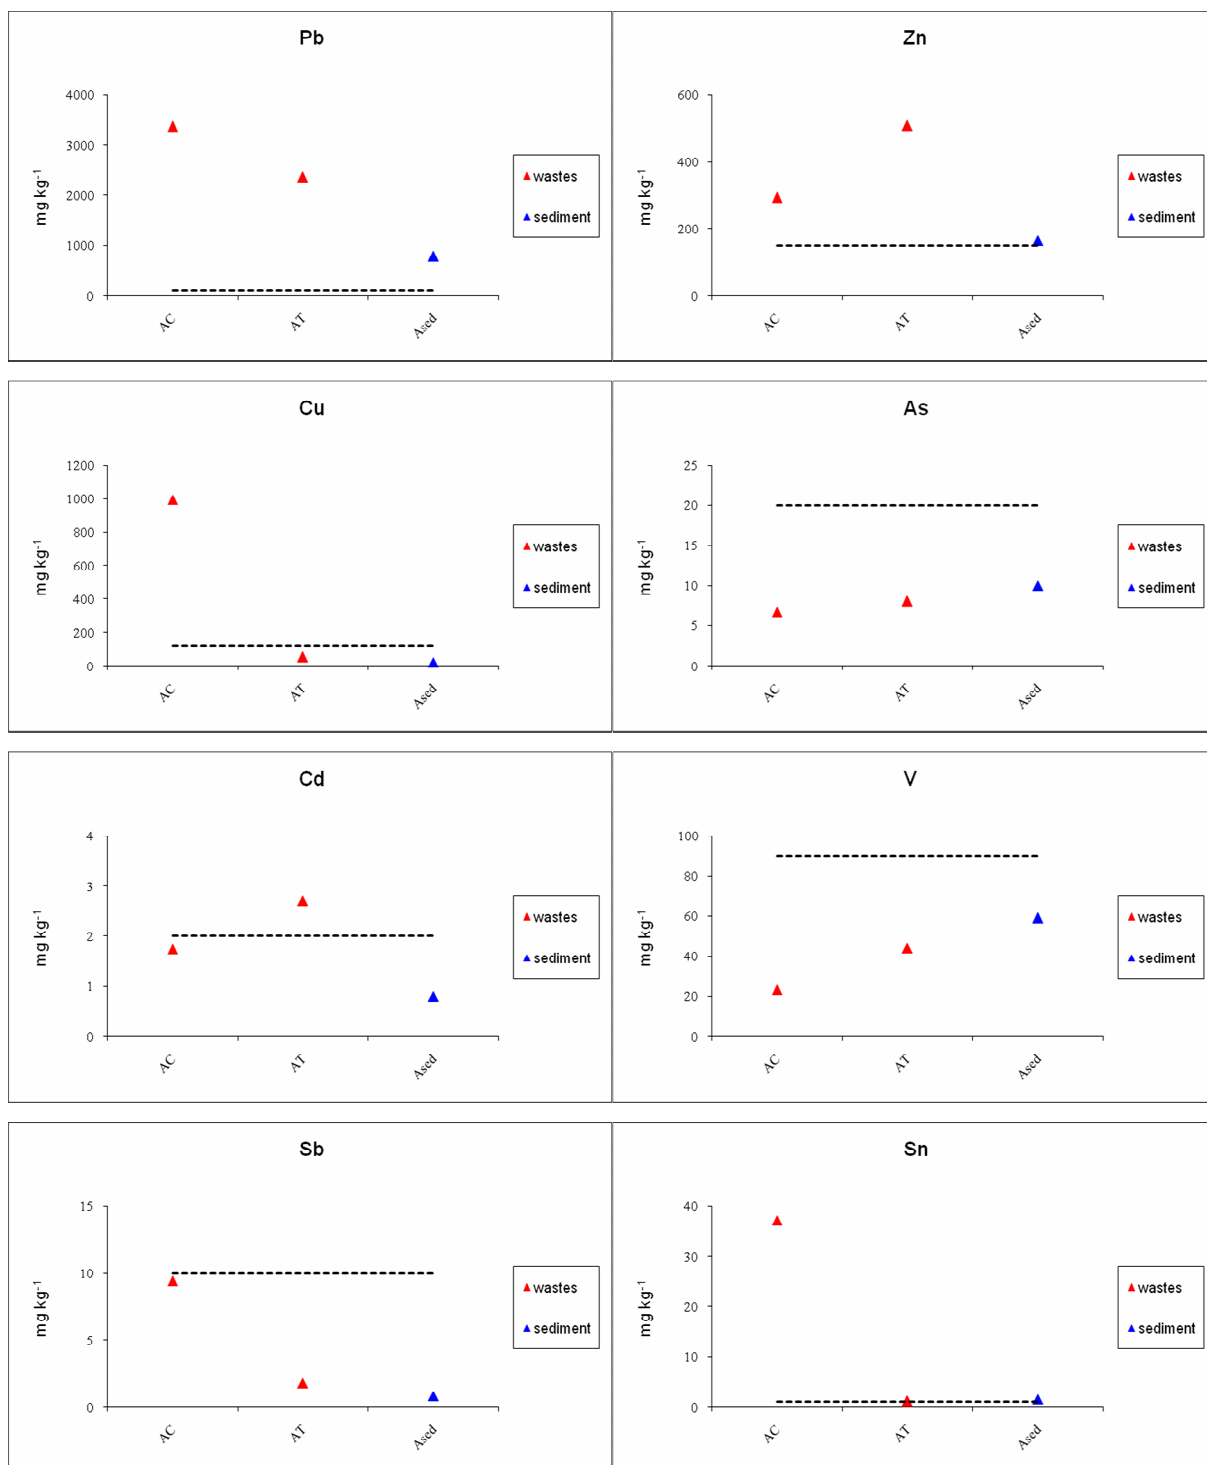 Pb
4000
3000
2000
1000
0
mg kg-1
AC
AT
Ased
wastes
sediment
Zn
600
400
200
0
mg kg-1
AC
AT
Ased
wastes
sediment
Cu
1200
1000
800
600
400
200
0
mg kg-1
AC
AT
Ased
wastes
sediment
As
25
20
15
10
5
0
mg kg-1
AC
AT
Ased
wastes
sediment
Cd
4
3
2
1
0
mg kg-1
AC
AT
Ased
wastes
sediment
V
100
80
60
40
20
0
mg kg-1
AC
AT
Ased
wastes
sediment
Sb
15
10
5
0
mg kg-1
AC
AT
Ased
wastes
sediment
Sn
40
30
20
10
0
mg kg-1
AC
AT
Ased
wastes
sediment